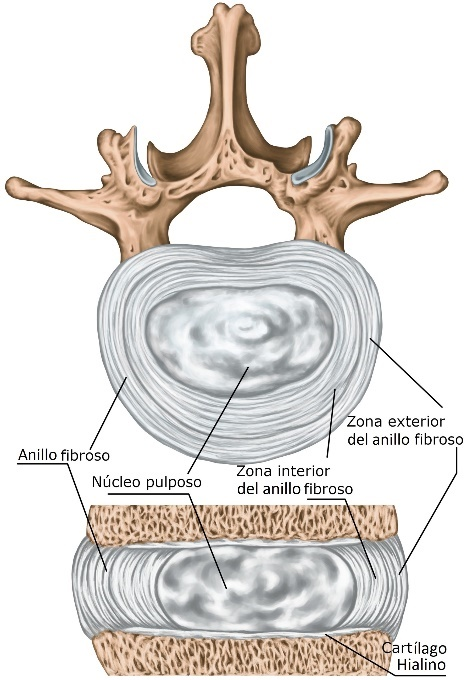 Zona exterior
del anillo fibroso
Anillo fibroso
Núcleo pulposo
Zona interior
del anillo fibroso
Cartílago
Hialino